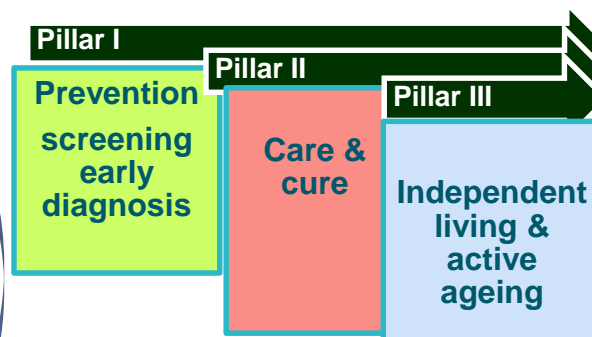 Pillar I
Prevention
screening
early
diagnosis
Pillar II
Care &
cure
Pillar III
Independent
living &
active
ageing